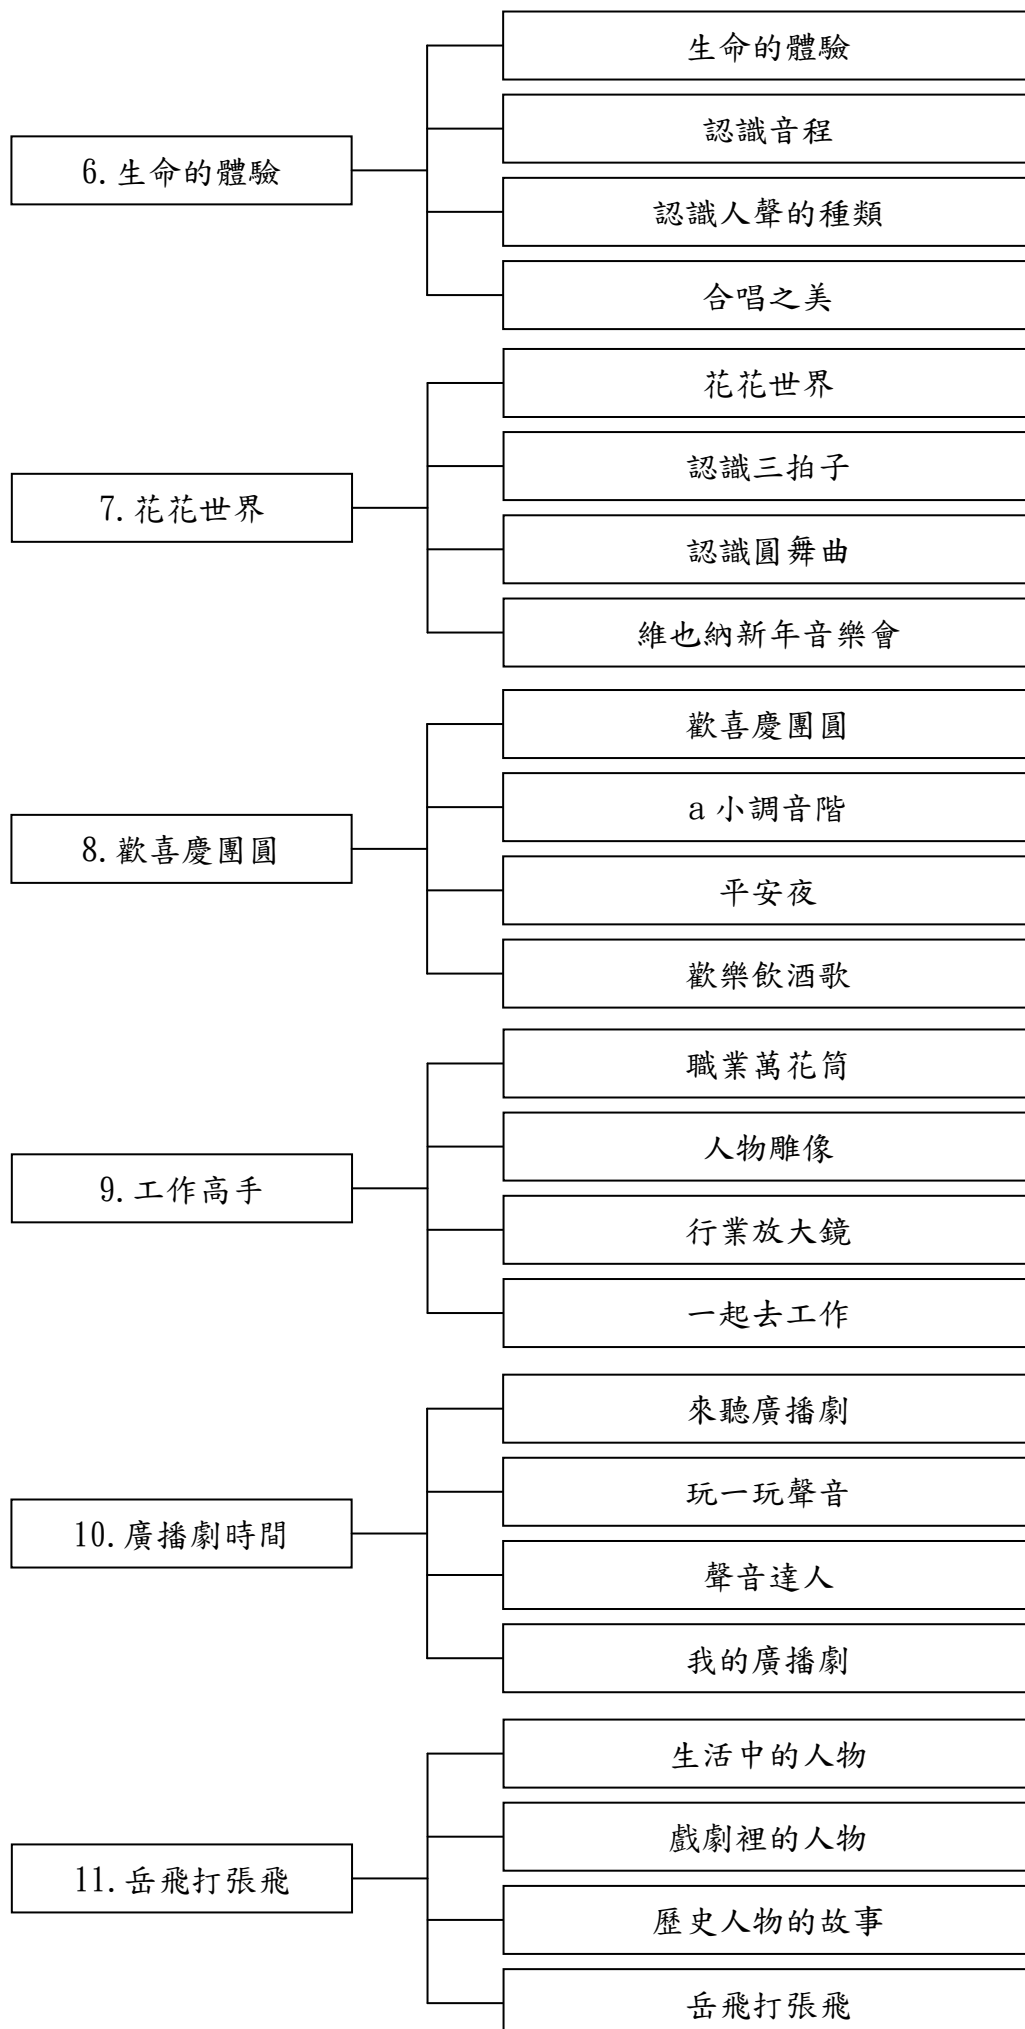 6.生命的體驗
生命的體驗
認識音程
認識人聲的種類
合唱之美
7.花花世界
花花世界
認識三拍子
認識圓舞曲
維也納新年音樂會
8.歡喜慶團圓
歡喜慶團圓
a 小調音階
平安夜
歡樂飲酒歌
9.工作高手
職業萬花筒
人物雕像
行業放大鏡
一起去工作
10.廣播劇時間
來聽廣播劇
玩一玩聲音
聲音達人
我的廣播劇
11.岳飛打張飛
生活中的人物
戲劇裡的人物
歷史人物的故事
岳飛打張飛